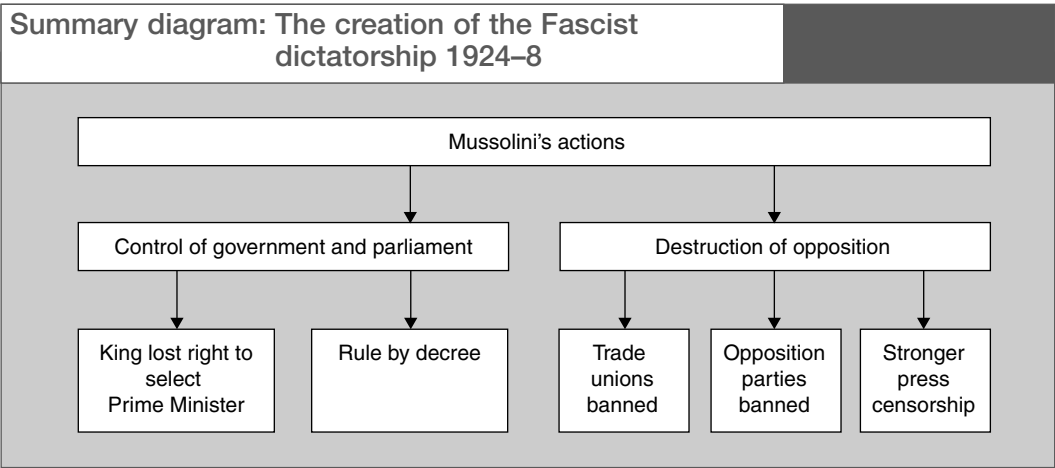 Summary diagram: The creation of the Fascist
dictatorship 1924–8
Mussolini's actions
Control of government and parliament
Destruction of opposition
King lost right to
select
Prime Minister
Rule by decree
Trade
unions
banned
Opposition
parties
banned
Stronger
press
censorship